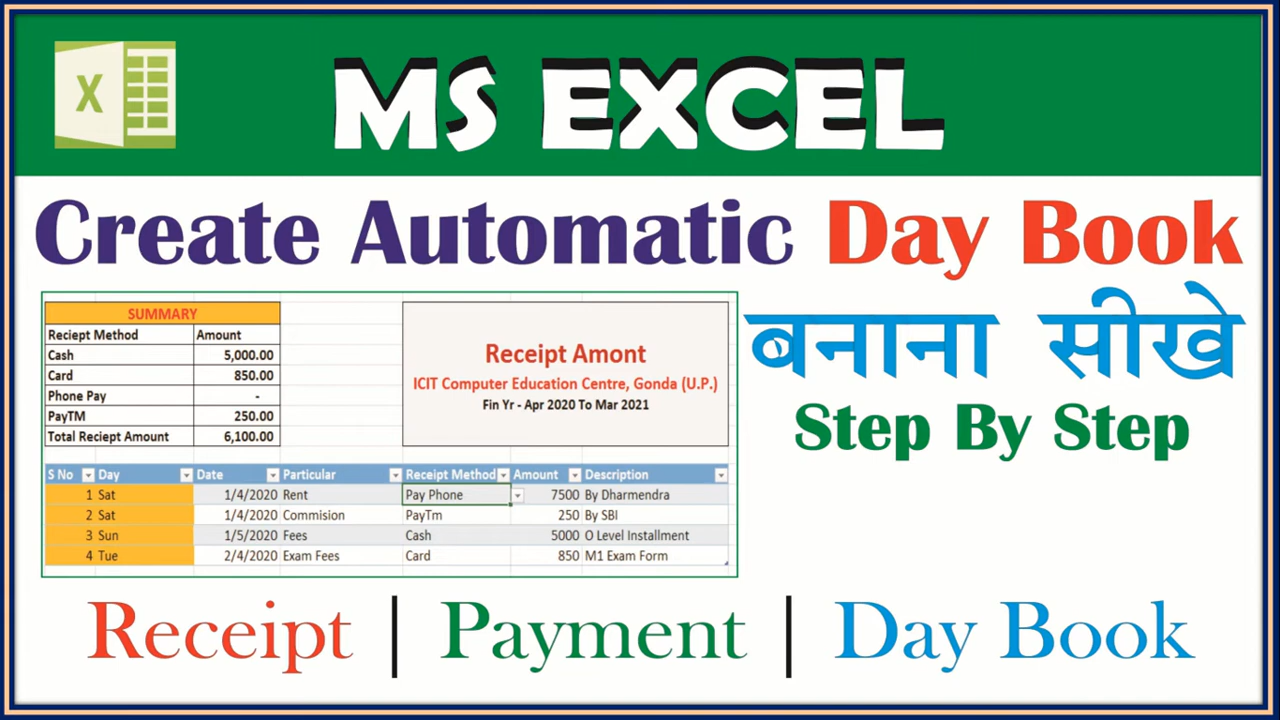 X
MS EXCEL
Create Automatic Day Book
बनाना सीखे
Step By Step
SUMMARY
Reciept Method Amount
Cash 5,000.00
Card 850.00
Phone Pay -
PayTM 250.00
Total Reciept Amount 6,100.00
Receipt Amont
ICIT Computer Education Centre, Gonda (U.P.)
Fin Yr - Apr 2020 To Mar 2021
S No Day Date Particular Receipt Method Amount Description
1 Sat 1/4/2020 Rent Pay Phone 7500 By Dharmendra
2 Sat 1/4/2020 Commision PayTm 250 By SBI
3 Sun 1/5/2020 Fees Cash 5000 O Level Installment
4 Tue 2/4/2020 Exam Fees Card 850 M1 Exam Form
Receipt | Payment | Day Book